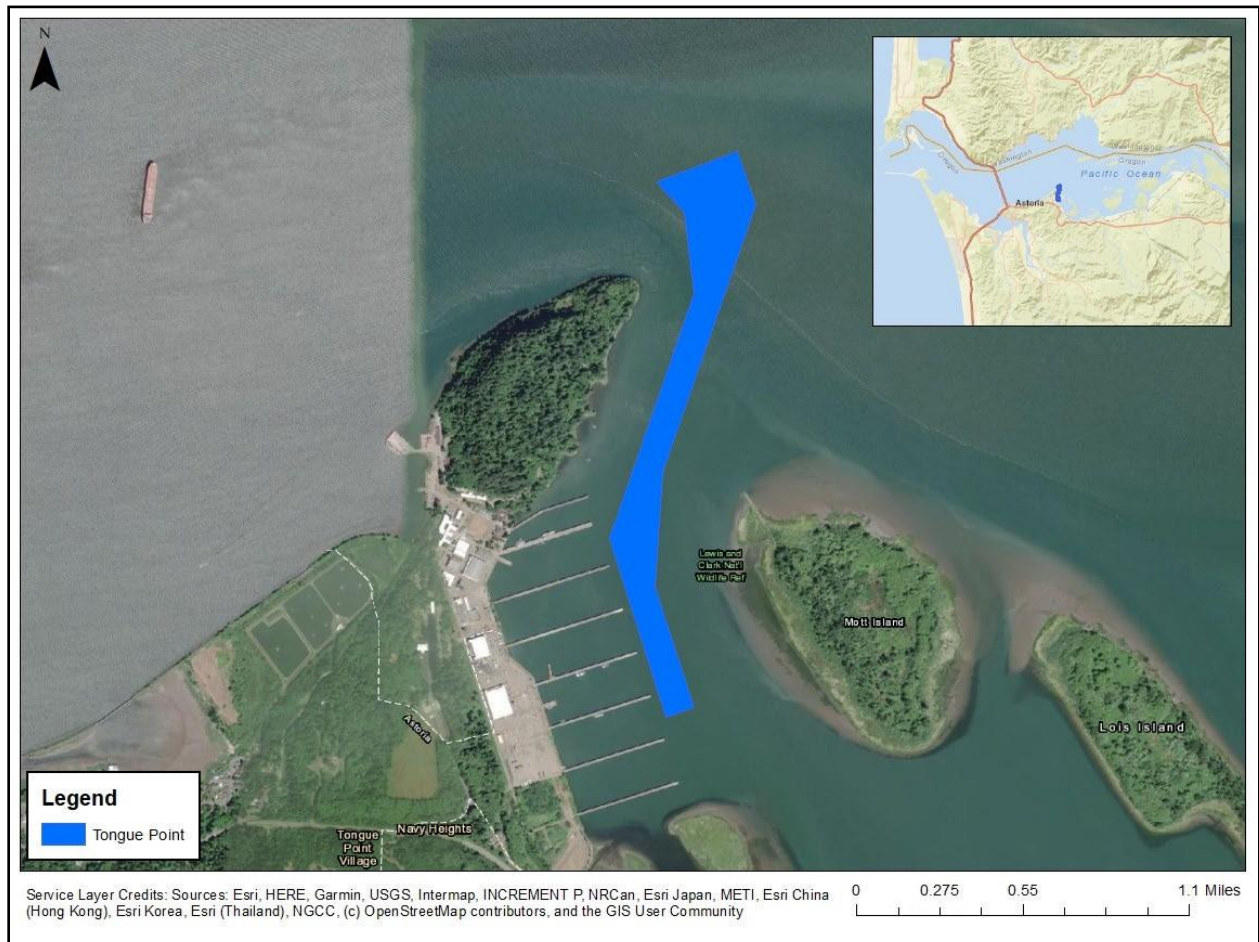 N
Washington
Oregon
Oregon
Washington
Pacific Ocean
Astoria
Lewis and
Clark Nat'l
Wildlife Ref
Mott Island
Lois Island
Astoria
Navy Heights
Tongue
Point
Village
Legend
Tongue Point
Service Layer Credits: Sources: Esri, HERE, Garmin, USGS, Intermap, INCREMENT P, NRCan, Esri Japan, METI, Esri China
(Hong Kong), Esri Korea, Esri (Thailand), NGCC, (c) OpenStreetMap contributors, and the GIS User Community
0 0.275 0.55 1.1 Miles